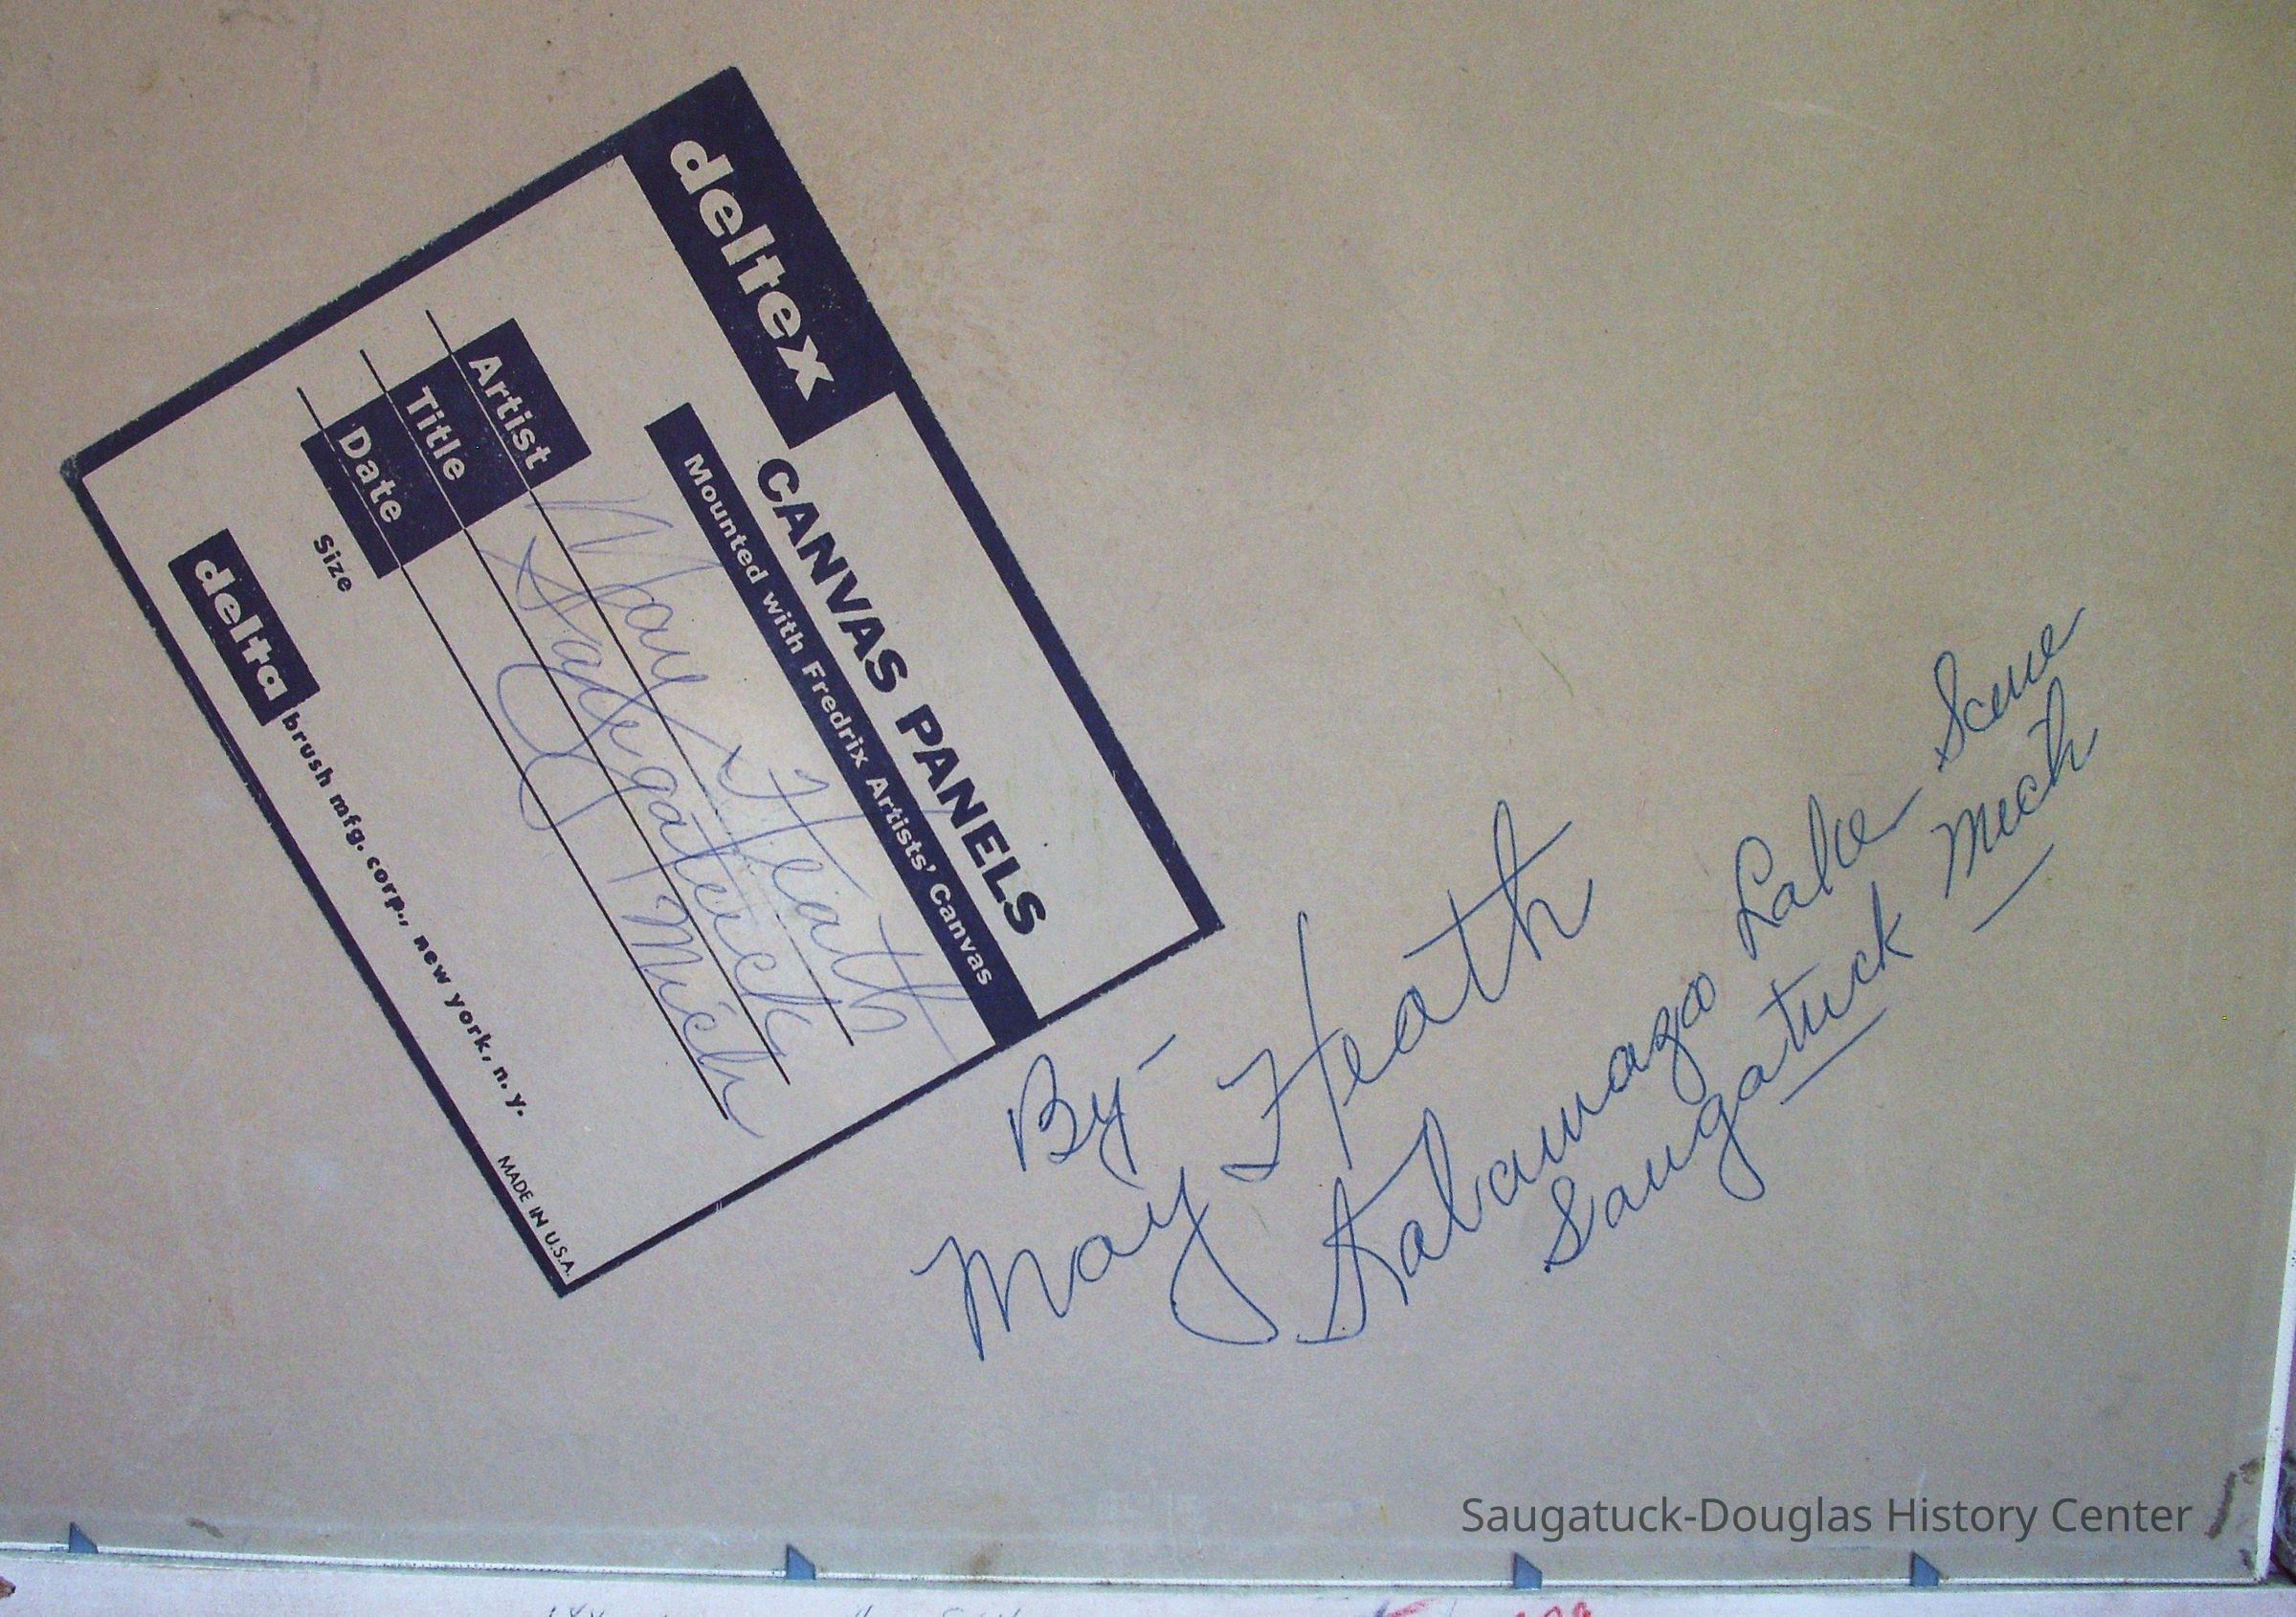 deltex
CANVAS PANELS
Mounted with Fredrix Artists' Canvas
Artist May Heath
Title Saugatuck
Date Mich
Size
delta brush mfg. corp., new york, n. y.
MADE IN U.S.A.
By-
May Heath
Kalamazoo Lake Scene
Saugatuck Mich
Saugatuck-Douglas History Center